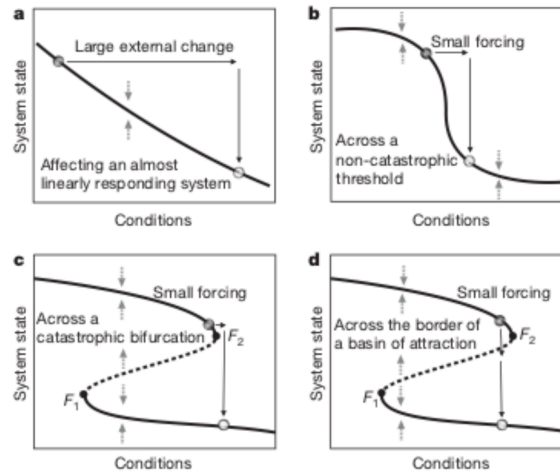 a
Large external change
System state
Affecting an almost
linearly responding system
Conditions
b
Small forcing
System state
Across a
non-catastrophic
threshold
Conditions
c
Small forcing
System state
Across a
catastrophic bifurcation
F2
F1
Conditions
d
Small forcing
System state
Across the border of
a basin of attraction
F2
F1
Conditions